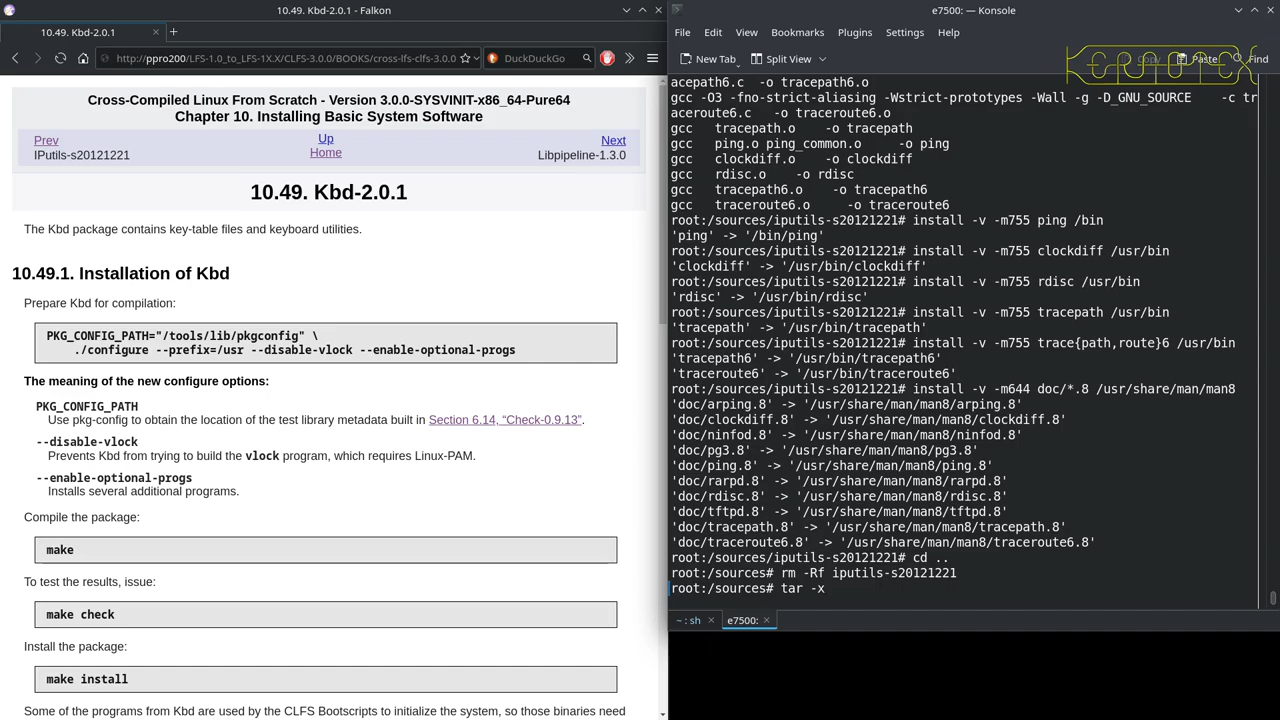 10.49. Kbd-2.0.1 - Falkon
10.49. Kbd-2.0.1
http://ppro200/LFS-1.0_to_LFS-1X.X/CLFS-3.0.0/BOOKS/cross-lfs-clfs-3.0.0
DuckDuckGo
Cross-Compiled Linux From Scratch - Version 3.0.0-SYSVINIT-x86_64-Pure64
Chapter 10. Installing Basic System Software
Prev
Up
Next
IPutils-s20121221
Home
Libpipeline-1.3.0
10.49. Kbd-2.0.1
The Kbd package contains key-table files and keyboard utilities.
10.49.1. Installation of Kbd
Prepare Kbd for compilation:
PKG_CONFIG_PATH="/tools/lib/pkgconfig" \
./configure --prefix=/usr --disable-vlock --enable-optional-progs
The meaning of the new configure options:
PKG_CONFIG_PATH
Use pkg-config to obtain the location of the test library metadata built in Section 6.14, “Check-0.9.13”.
--disable-vlock
Prevents Kbd from trying to build the vlock program, which requires Linux-PAM.
--enable-optional-progs
Installs several additional programs.
Compile the package:
make
To test the results, issue:
make check
Install the package:
make install
Some of the programs from Kbd are used by the CLFS Bootscripts to initialize the system, so those binaries need
e7500: — Konsole
File Edit View Bookmarks Plugins Settings Help
New Tab Split View Copy Paste Find
acepath6.c  -o tracepath6.o
gcc -O3 -fno-strict-aliasing -Wstrict-prototypes -Wall -g -D_GNU_SOURCE    -c tr
aceroute6.c  -o traceroute6.o
gcc   tracepath.o    -o tracepath
gcc   ping.o ping_common.o    -o ping
gcc   clockdiff.o    -o clockdiff
gcc   rdisc.o    -o rdisc
gcc   tracepath6.o    -o tracepath6
gcc   traceroute6.o    -o traceroute6
root:/sources/iputils-s20121221# install -v -m755 ping /bin
'ping' -> '/bin/ping'
root:/sources/iputils-s20121221# install -v -m755 clockdiff /usr/bin
'clockdiff' -> '/usr/bin/clockdiff'
root:/sources/iputils-s20121221# install -v -m755 rdisc /usr/bin
'rdisc' -> '/usr/bin/rdisc'
root:/sources/iputils-s20121221# install -v -m755 tracepath /usr/bin
'tracepath' -> '/usr/bin/tracepath'
root:/sources/iputils-s20121221# install -v -m755 trace{path,route}6 /usr/bin
'tracepath6' -> '/usr/bin/tracepath6'
'traceroute6' -> '/usr/bin/traceroute6'
root:/sources/iputils-s20121221# install -v -m644 doc/*.8 /usr/share/man/man8
'doc/arping.8' -> '/usr/share/man/man8/arping.8'
'doc/clockdiff.8' -> '/usr/share/man/man8/clockdiff.8'
'doc/ninfod.8' -> '/usr/share/man/man8/ninfod.8'
'doc/pg3.8' -> '/usr/share/man/man8/pg3.8'
'doc/ping.8' -> '/usr/share/man/man8/ping.8'
'doc/rarpd.8' -> '/usr/share/man/man8/rarpd.8'
'doc/rdisc.8' -> '/usr/share/man/man8/rdisc.8'
'doc/tftpd.8' -> '/usr/share/man/man8/tftpd.8'
'doc/tracepath.8' -> '/usr/share/man/man8/tracepath.8'
'doc/traceroute6.8' -> '/usr/share/man/man8/traceroute6.8'
root:/sources/iputils-s20121221# cd ..
root:/sources# rm -Rf iputils-s20121221
root:/sources# tar -x
~ : sh
e7500: